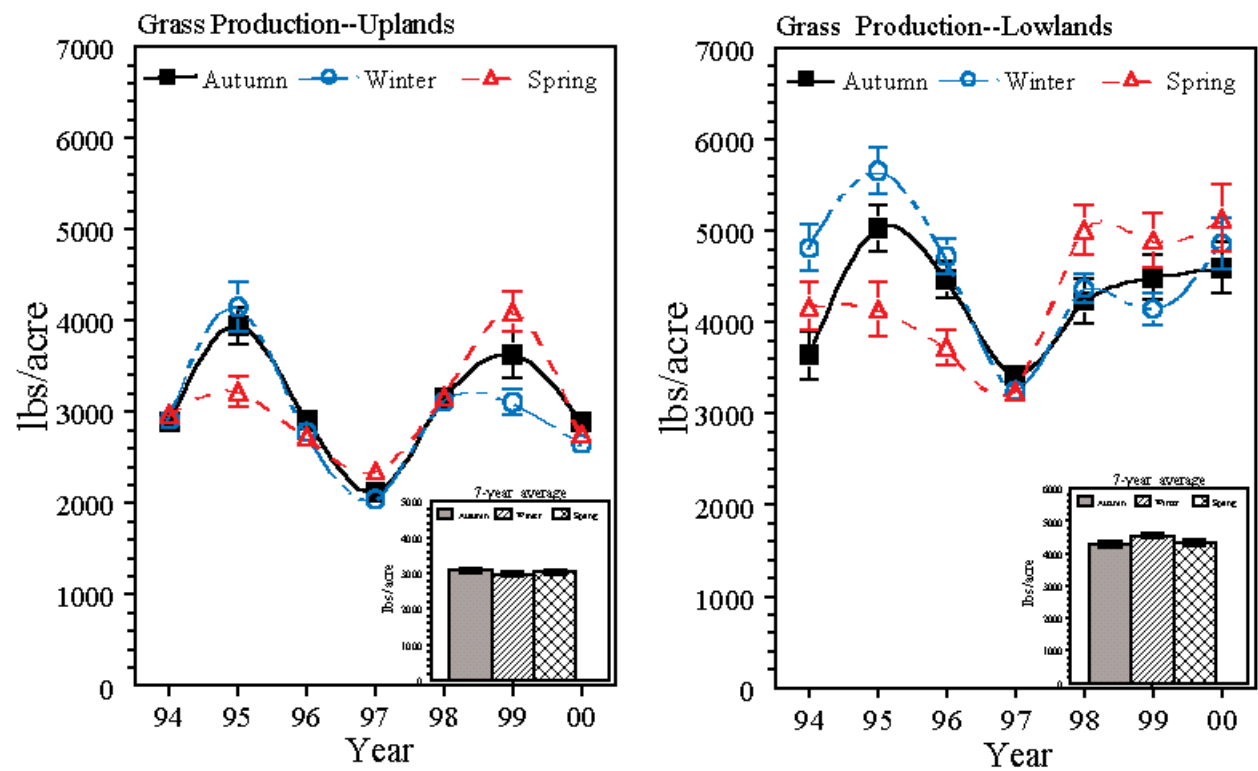 Grass Production--Uplands
7000
6000
5000
4000
3000
2000
1000
0
lbs/acre
Autumn Winter Spring
94 95 96 97 98 99 00
Year
7-year average
5000
4000
3000
2000
1000
0
lbs/acre
Autumn Winter Spring
Grass Production--Lowlands
7000
6000
5000
4000
3000
2000
1000
0
lbs/acre
Autumn Winter Spring
94 95 96 97 98 99 00
Year
7-year average
6000
5000
4000
3000
2000
1000
0
lbs/acre
Autumn Winter Spring